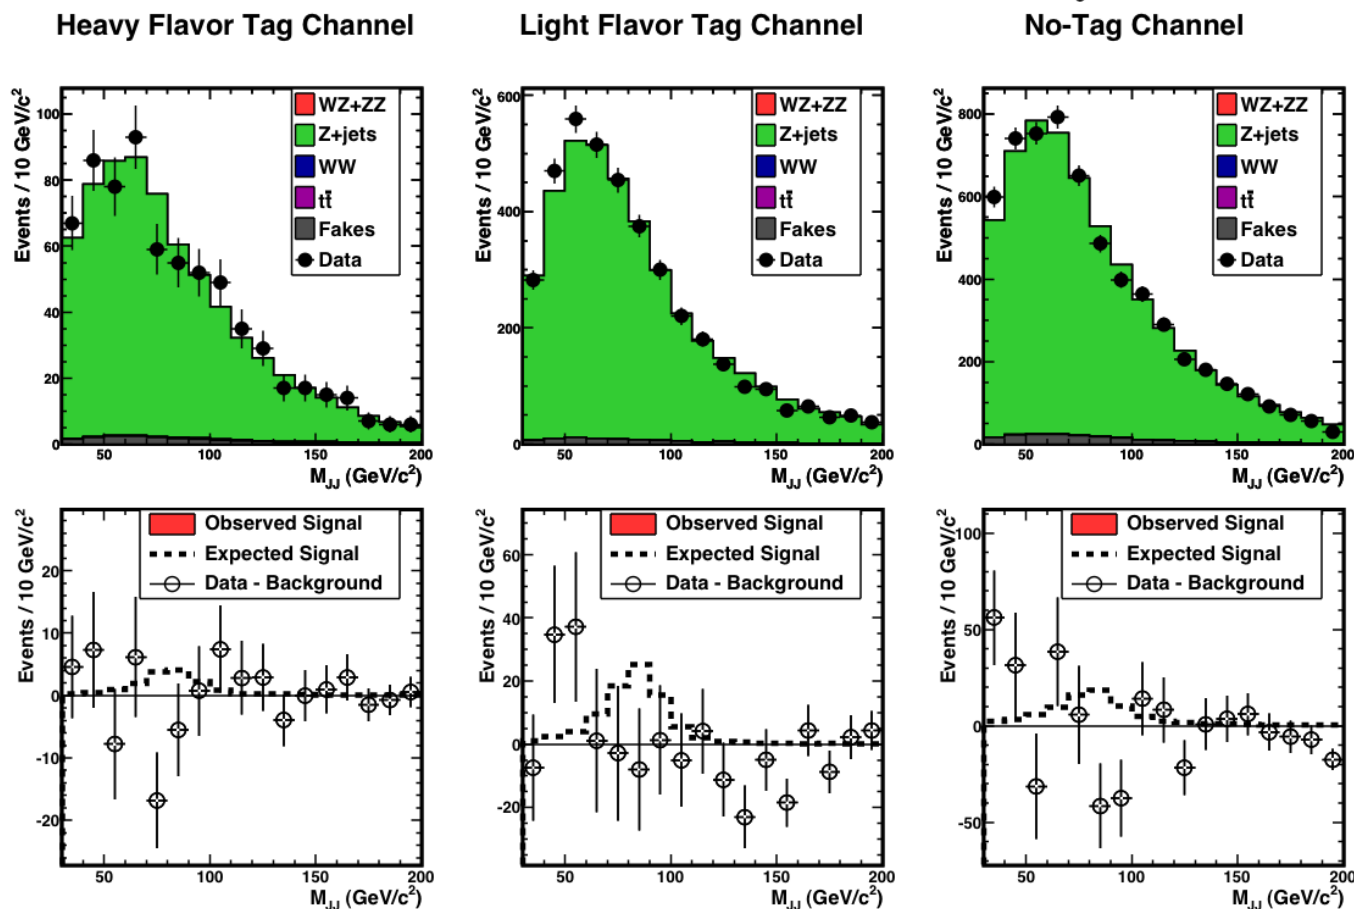 Heavy Flavor Tag Channel
Light Flavor Tag Channel
No-Tag Channel
Events / 10 GeV/c²
100
80
60
40
20
0
WZ+ZZ
Z+jets
WW
tt̄
Fakes
Data
50
100
150
200
M_JJ (GeV/c²)
Events / 10 GeV/c²
600
400
200
0
WZ+ZZ
Z+jets
WW
tt̄
Fakes
Data
50
100
150
200
M_JJ (GeV/c²)
Events / 10 GeV/c²
800
600
400
200
0
WZ+ZZ
Z+jets
WW
tt̄
Fakes
Data
50
100
150
200
M_JJ (GeV/c²)
Events / 10 GeV/c²
20
10
0
-10
-20
Observed Signal
Expected Signal
Data - Background
50
100
150
200
M_JJ (GeV/c²)
Events / 10 GeV/c²
60
40
20
0
-20
Observed Signal
Expected Signal
Data - Background
50
100
150
200
M_JJ (GeV/c²)
Events / 10 GeV/c²
100
50
0
-50
Observed Signal
Expected Signal
Data - Background
50
100
150
200
M_JJ (GeV/c²)